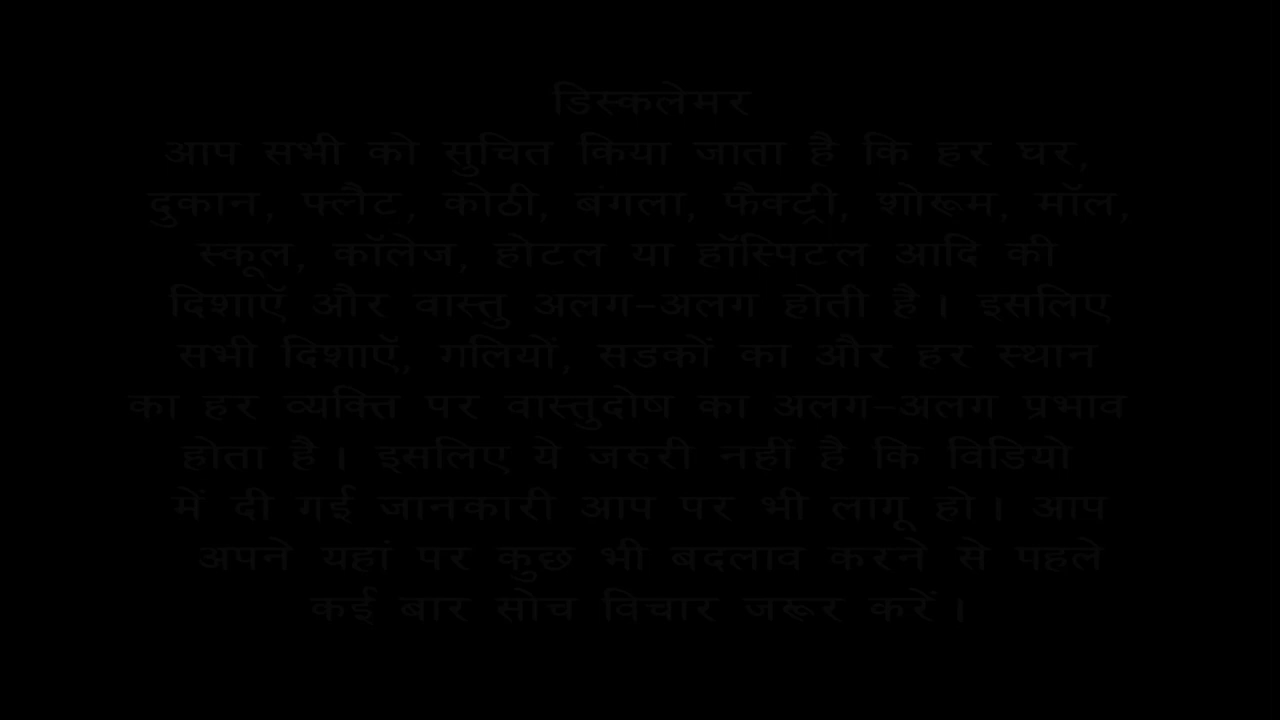 डिस्कलेमर
आप सभी को सुचित किया जाता है कि हर घर,
दुकान, फ्लैट, कोठी, बंगला, फैक्ट्री, शोरूम, मॉल,
स्कूल, कॉलेज, होटल या हॉस्पिटल आदि की
दिशाएँ और वास्तु अलग-अलग होती है। इसलिए
सभी दिशाएँ, गलियों, सडकों का और हर स्थान
का हर व्यक्ति पर वास्तुदोष का अलग-अलग प्रभाव
होता है। इसलिए ये जरुरी नहीं है कि विडियो
में दी गई जानकारी आप पर भी लागू हो। आप
अपने यहां पर कुछ भी बदलाव करने से पहले
कई बार सोच विचार जरूर करें।